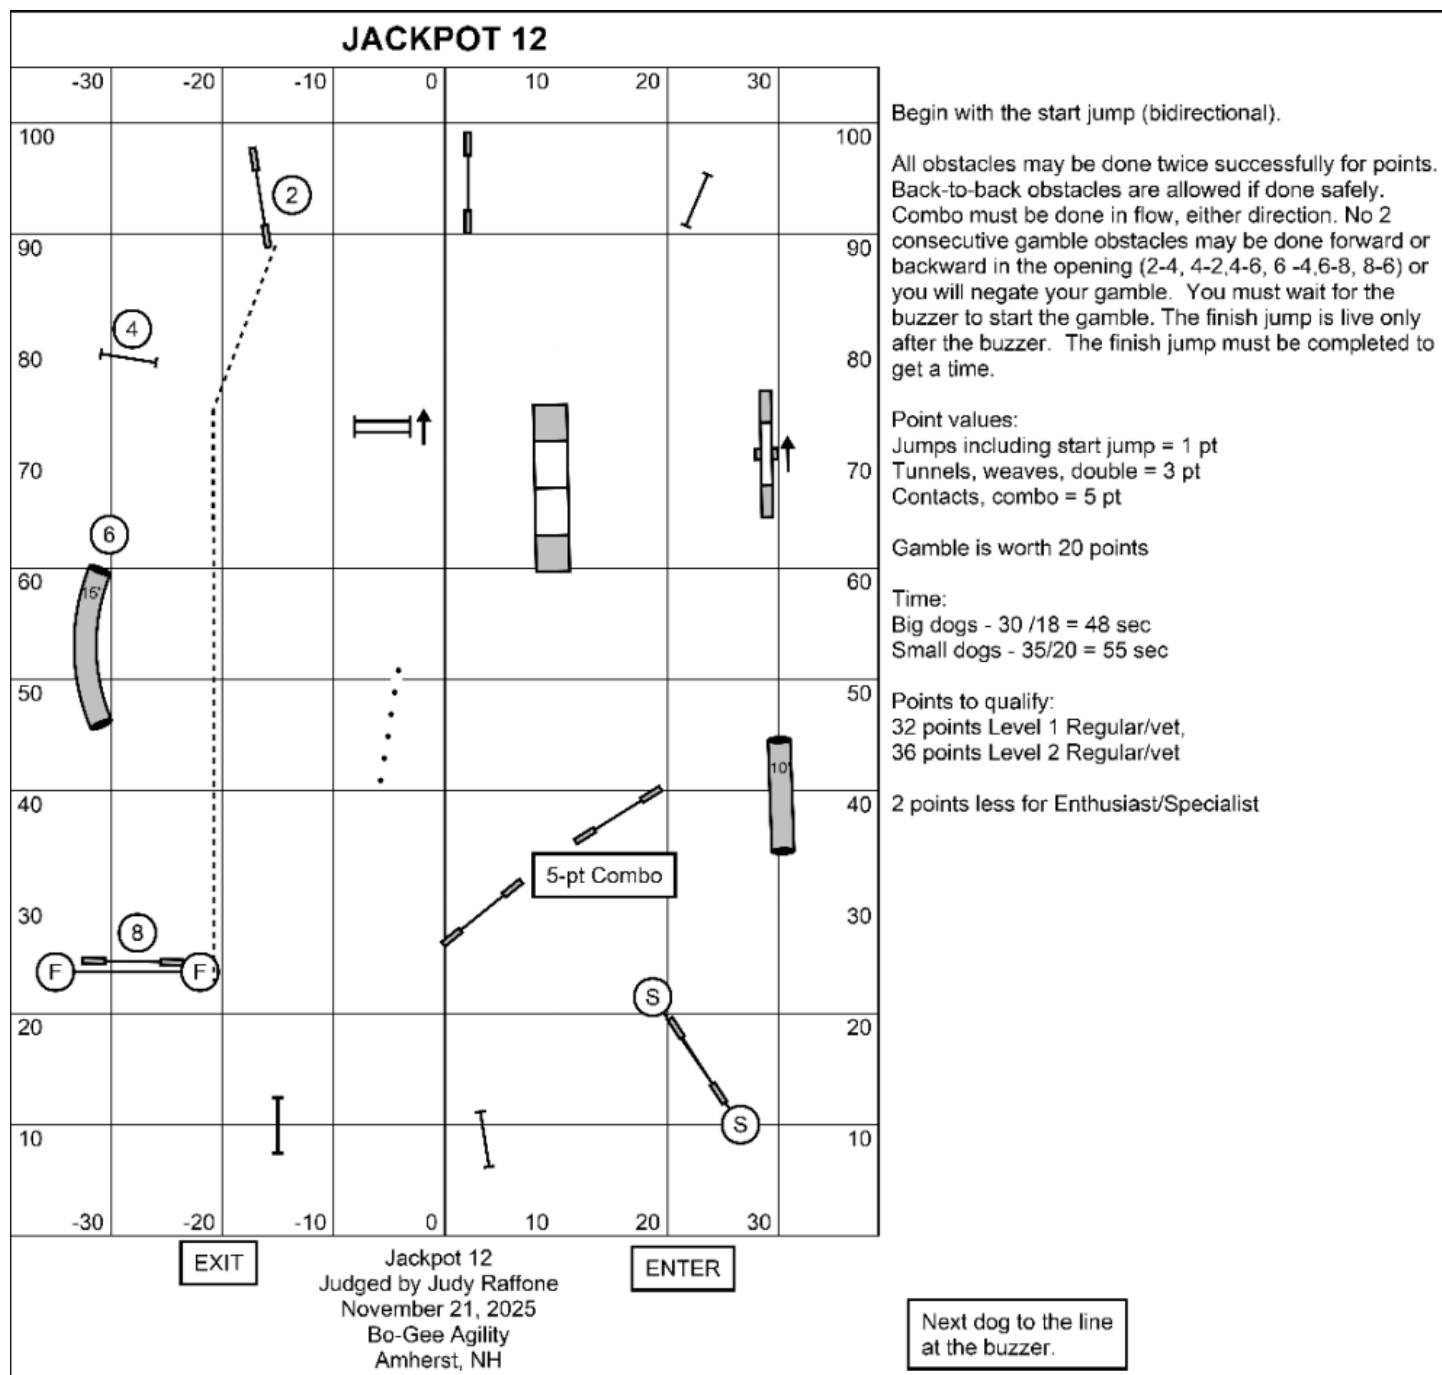 JACKPOT 12
-30 -20 -10 0 10 20 30
100 100
2
90 90
4
80 80
70 70
6
60 60
15'
50 50
10'
40 40
5-pt Combo
30 30
8
F F
S
20 20
S
10 10
-30 -20 -10 0 10 20 30
EXIT
ENTER
Jackpot 12
Judged by Judy Raffone
November 21, 2025
Bo-Gee Agility
Amherst, NH
Begin with the start jump (bidirectional).
All obstacles may be done twice successfully for points.
Back-to-back obstacles are allowed if done safely.
Combo must be done in flow, either direction. No 2
consecutive gamble obstacles may be done forward or
backward in the opening (2-4, 4-2,4-6, 6 -4,6-8, 8-6) or
you will negate your gamble.  You must wait for the
buzzer to start the gamble. The finish jump is live only
after the buzzer.  The finish jump must be completed to
get a time.
Point values:
Jumps including start jump = 1 pt
Tunnels, weaves, double = 3 pt
Contacts, combo = 5 pt
Gamble is worth 20 points
Time:
Big dogs - 30 /18 = 48 sec
Small dogs - 35/20 = 55 sec
Points to qualify:
32 points Level 1 Regular/vet,
36 points Level 2 Regular/vet
2 points less for Enthusiast/Specialist
Next dog to the line
at the buzzer.